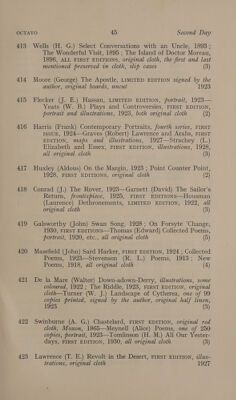 OCTAVO 45 Second Day
413 Wells (H. G.) Select Conversations with an Uncle, 1895;
The Wonderful Visit, 1895; The Island of Doctor Moreau,
1896, ALL FIRST EDITIONS, original cloth, the first and last
mentioned preserved in cloth, slip cases (3)
414 Moore (George) The Apostle, LIMITED EDITION signed by the
author, original boards, uncut 1923
415 Flecker (J. E.) Hassan, LIMITED EDITION, portrait, 1923—
Yeats (W. B.) Plays and Controversies, FIRST EDITION,
portrait and illustrations, 1923, both original cloth (2)
416 Harris (Frank) Contemporary Portraits, fourth series, FIRST
ISSUE, 1924—Graves (Robert) Lawrence and Arabs, FIRST
EDITION, maps and illustrations, 1927—Strachey (L.)
Elizabeth and Essex, FIRST EDITION, illustrations, 1928,
all original cloth (3)
417 Huxley (Aldous) On the Margin, 1923; Point Counter Point,
1928, FIRST EDITIONS, original cloth (2)
418 Conrad (J.) The Rover, 1923—Garnett (David) The Sailor's
Return, frontispiece, 1925, FIRST EDITIONS—Housman
(Laurence) Dethronements, LIMITED EDITION, 1922, all
original cloth (3)
419 Galsworthy (John) Swan Song, 1928; On Forsyte 'Change,
1930, FIRST EDITIONS—Thomas (Edward) Collected Poems,
portrait, 1920, etc., all original cloth (5)
420 Masefield (John) Sard Harker, FIRST EDITION, 1924; Collected
Poems, 1923—Stevenson (R. L.) Poems, 1913; New
Poems, 1918, all original cloth
421 De la Mare (Walter) Down-adown-Derry, illustrations, some
coloured, 1922; The Riddle, 1923, FIRST EDITION, original
cloth—Turner (W. J.) Landscape of Cytherea, one of 99
copies printed, signed by the author, original half linen,
1923 (3)
422 Swinburne (A. G.) Chastelard, FIRST EDITION, original red
cloth, Moxon, 1865—Meynell (Alice) Poems, one of 250
copies, portrait, 1923—Tomlinson (H. M.) All Our Yester-
days, FIRST EDITION, 1930, all original cloth (3)
423 Lawrence (T. E.) Revolt in the Desert, FIRST EDITION, illus-
trations, original cloth 1927